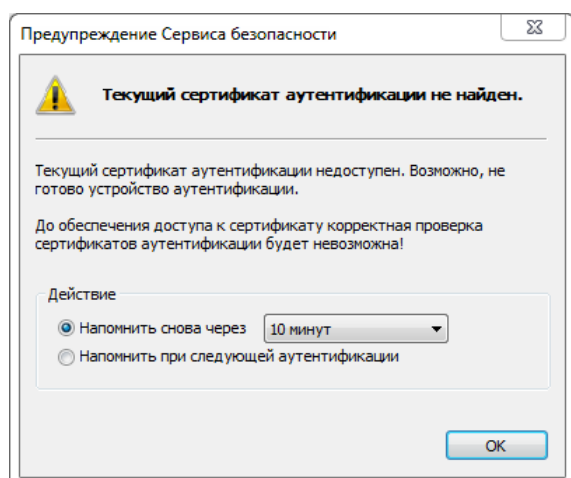 Предупреждение Сервиса безопасности
Текущий сертификат аутентификации не найден.
Текущий сертификат аутентификации недоступен. Возможно, не
готово устройство аутентификации.
До обеспечения доступа к сертификату корректная проверка
сертификатов аутентификации будет невозможна!
Действие
Напомнить снова через 10 минут
Напомнить при следующей аутентификации
OK